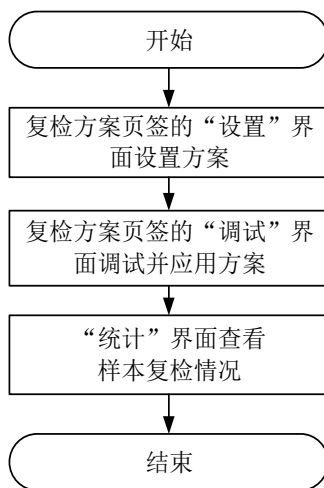 开始
复检方案页签的“设置”界
面设置方案
复检方案页签的“调试”界
面调试并应用方案
“统计”界面查看
样本复检情况
结束